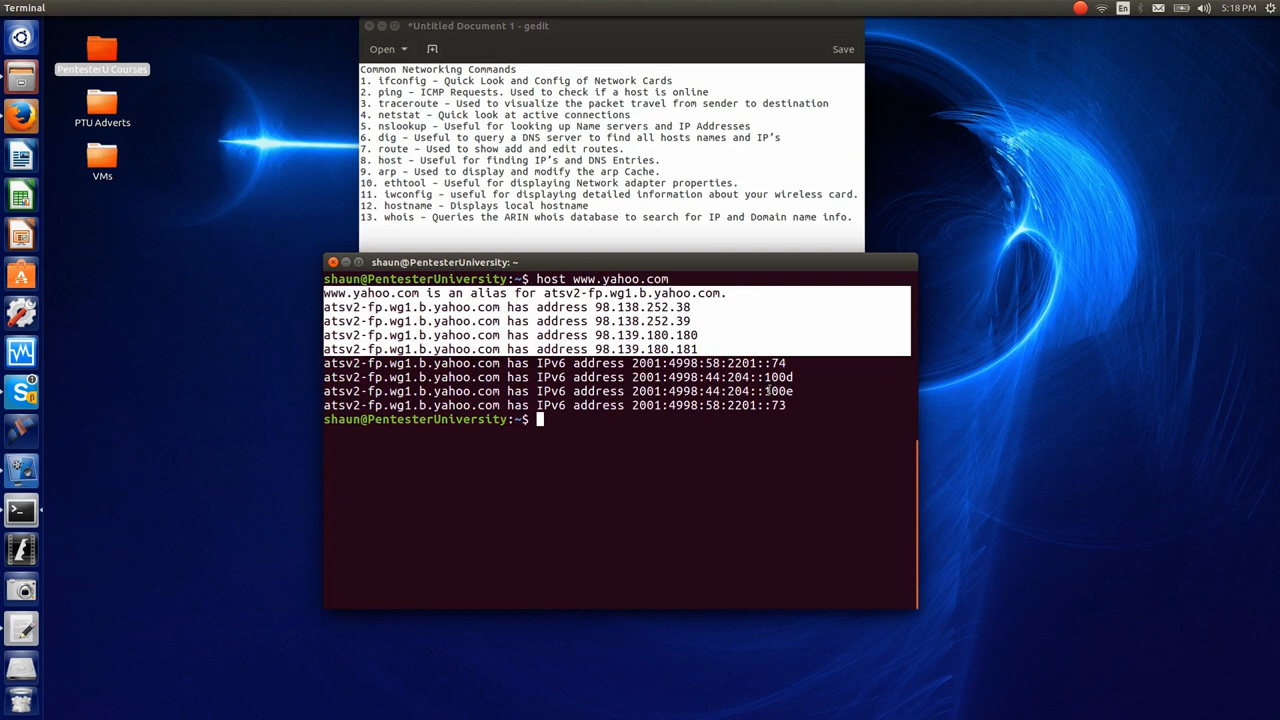 Terminal
En
5:18 PM
PentesterU Courses
PTU Adverts
VMs
*Untitled Document 1 - gedit
Open
Save
Common Networking Commands
1. ifconfig – Quick Look and Config of Network Cards
2. ping – ICMP Requests. Used to check if a host is online
3. traceroute – Used to visualize the packet travel from sender to destination
4. netstat – Quick look at active connections
5. nslookup – Useful for looking up Name servers and IP Addresses
6. dig – Useful to query a DNS server to find all hosts names and IP’s
7. route – Used to show add and edit routes.
8. host – Useful for finding IP’s and DNS Entries.
9. arp – Used to display and modify the arp Cache.
10. ethtool – Useful for displaying Network adapter properties.
11. iwconfig – useful for displaying detailed information about your wireless card.
12. hostname – Displays local hostname
13. whois – Queries the ARIN whois database to search for IP and Domain name info.
shaun@PentesterUniversity: ~
shaun@PentesterUniversity:~$ host www.yahoo.com
www.yahoo.com is an alias for atsv2-fp.wg1.b.yahoo.com.
atsv2-fp.wg1.b.yahoo.com has address 98.138.252.38
atsv2-fp.wg1.b.yahoo.com has address 98.138.252.39
atsv2-fp.wg1.b.yahoo.com has address 98.139.180.180
atsv2-fp.wg1.b.yahoo.com has address 98.139.180.181
atsv2-fp.wg1.b.yahoo.com has IPv6 address 2001:4998:58:2201::74
atsv2-fp.wg1.b.yahoo.com has IPv6 address 2001:4998:44:204::100d
atsv2-fp.wg1.b.yahoo.com has IPv6 address 2001:4998:44:204::100e
atsv2-fp.wg1.b.yahoo.com has IPv6 address 2001:4998:58:2201::73
shaun@PentesterUniversity:~$